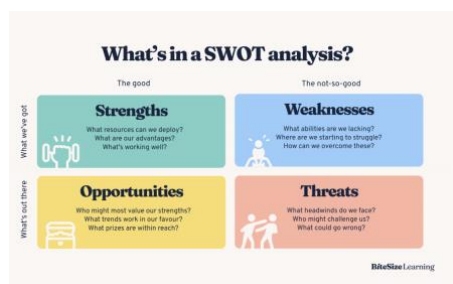 What's in a SWOT analysis?
The good
The not-so-good
What we've got
Strengths
What resources can we deploy?
What are our advantages?
What's working well?
Weaknesses
What abilities are we lacking?
Where are we starting to struggle?
How can we overcome these?
What's out there
Opportunities
Who might most value our strengths?
What trends work in our favour?
What prizes are within reach?
Threats
What headwinds do we face?
Who might challenge us?
What could go wrong?
BiteSize Learning